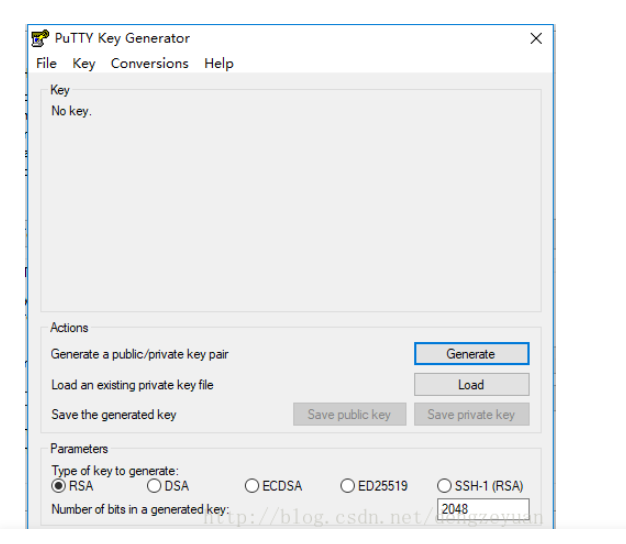 PuTTY Key Generator
File Key Conversions Help
Key
No key.
Actions
Generate a public/private key pair Generate
Load an existing private key file Load
Save the generated key Save public key Save private key
Parameters
Type of key to generate:
RSA DSA ECDSA ED25519 SSH-1 (RSA)
Number of bits in a generated key: 2048
http://blog.csdn.net/dengzeyuan